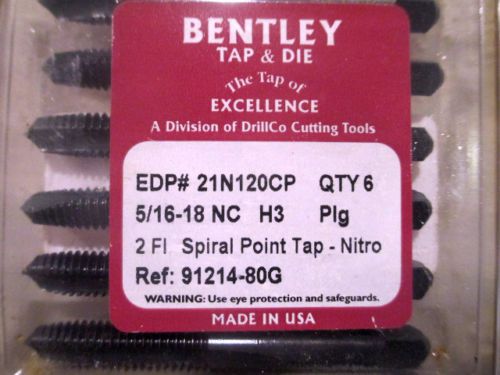 BENTLEY
TAP & DIE
The Tap of
EXCELLENCE
A Division of DrillCo Cutting Tools
EDP# 21N120CP QTY 6
5/16-18 NC H3 Plg
2 Fl Spiral Point Tap - Nitro
Ref: 91214-80G
WARNING: Use eye protection and safeguards.
MADE IN USA